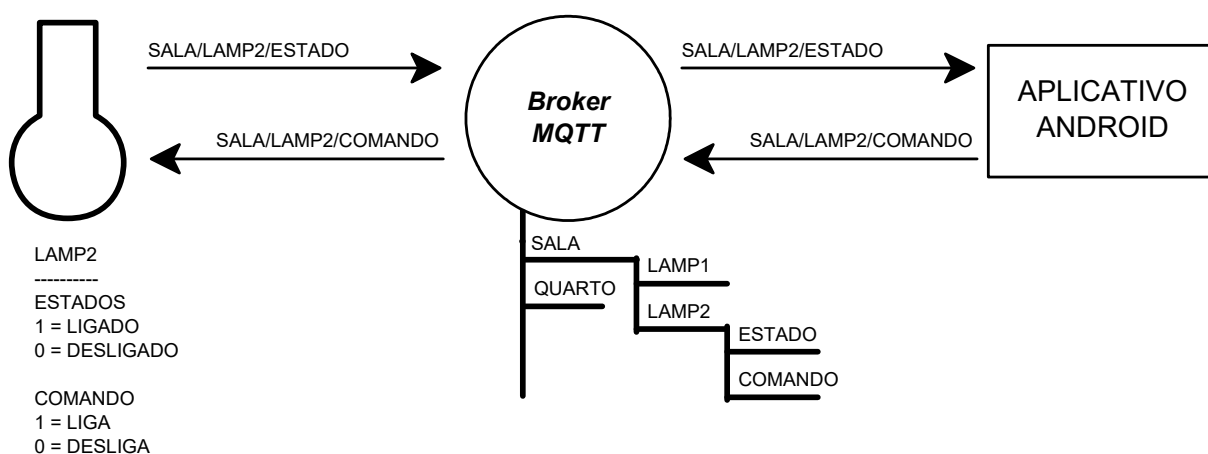 SALA/LAMP2/ESTADO
SALA/LAMP2/ESTADO
Broker
MQTT
APLICATIVO
ANDROID
SALA/LAMP2/COMANDO
SALA/LAMP2/COMANDO
SALA
LAMP1
QUARTO
LAMP2
ESTADO
COMANDO
LAMP2
----------
ESTADOS
1 = LIGADO
0 = DESLIGADO
COMANDO
1 = LIGA
0 = DESLIGA